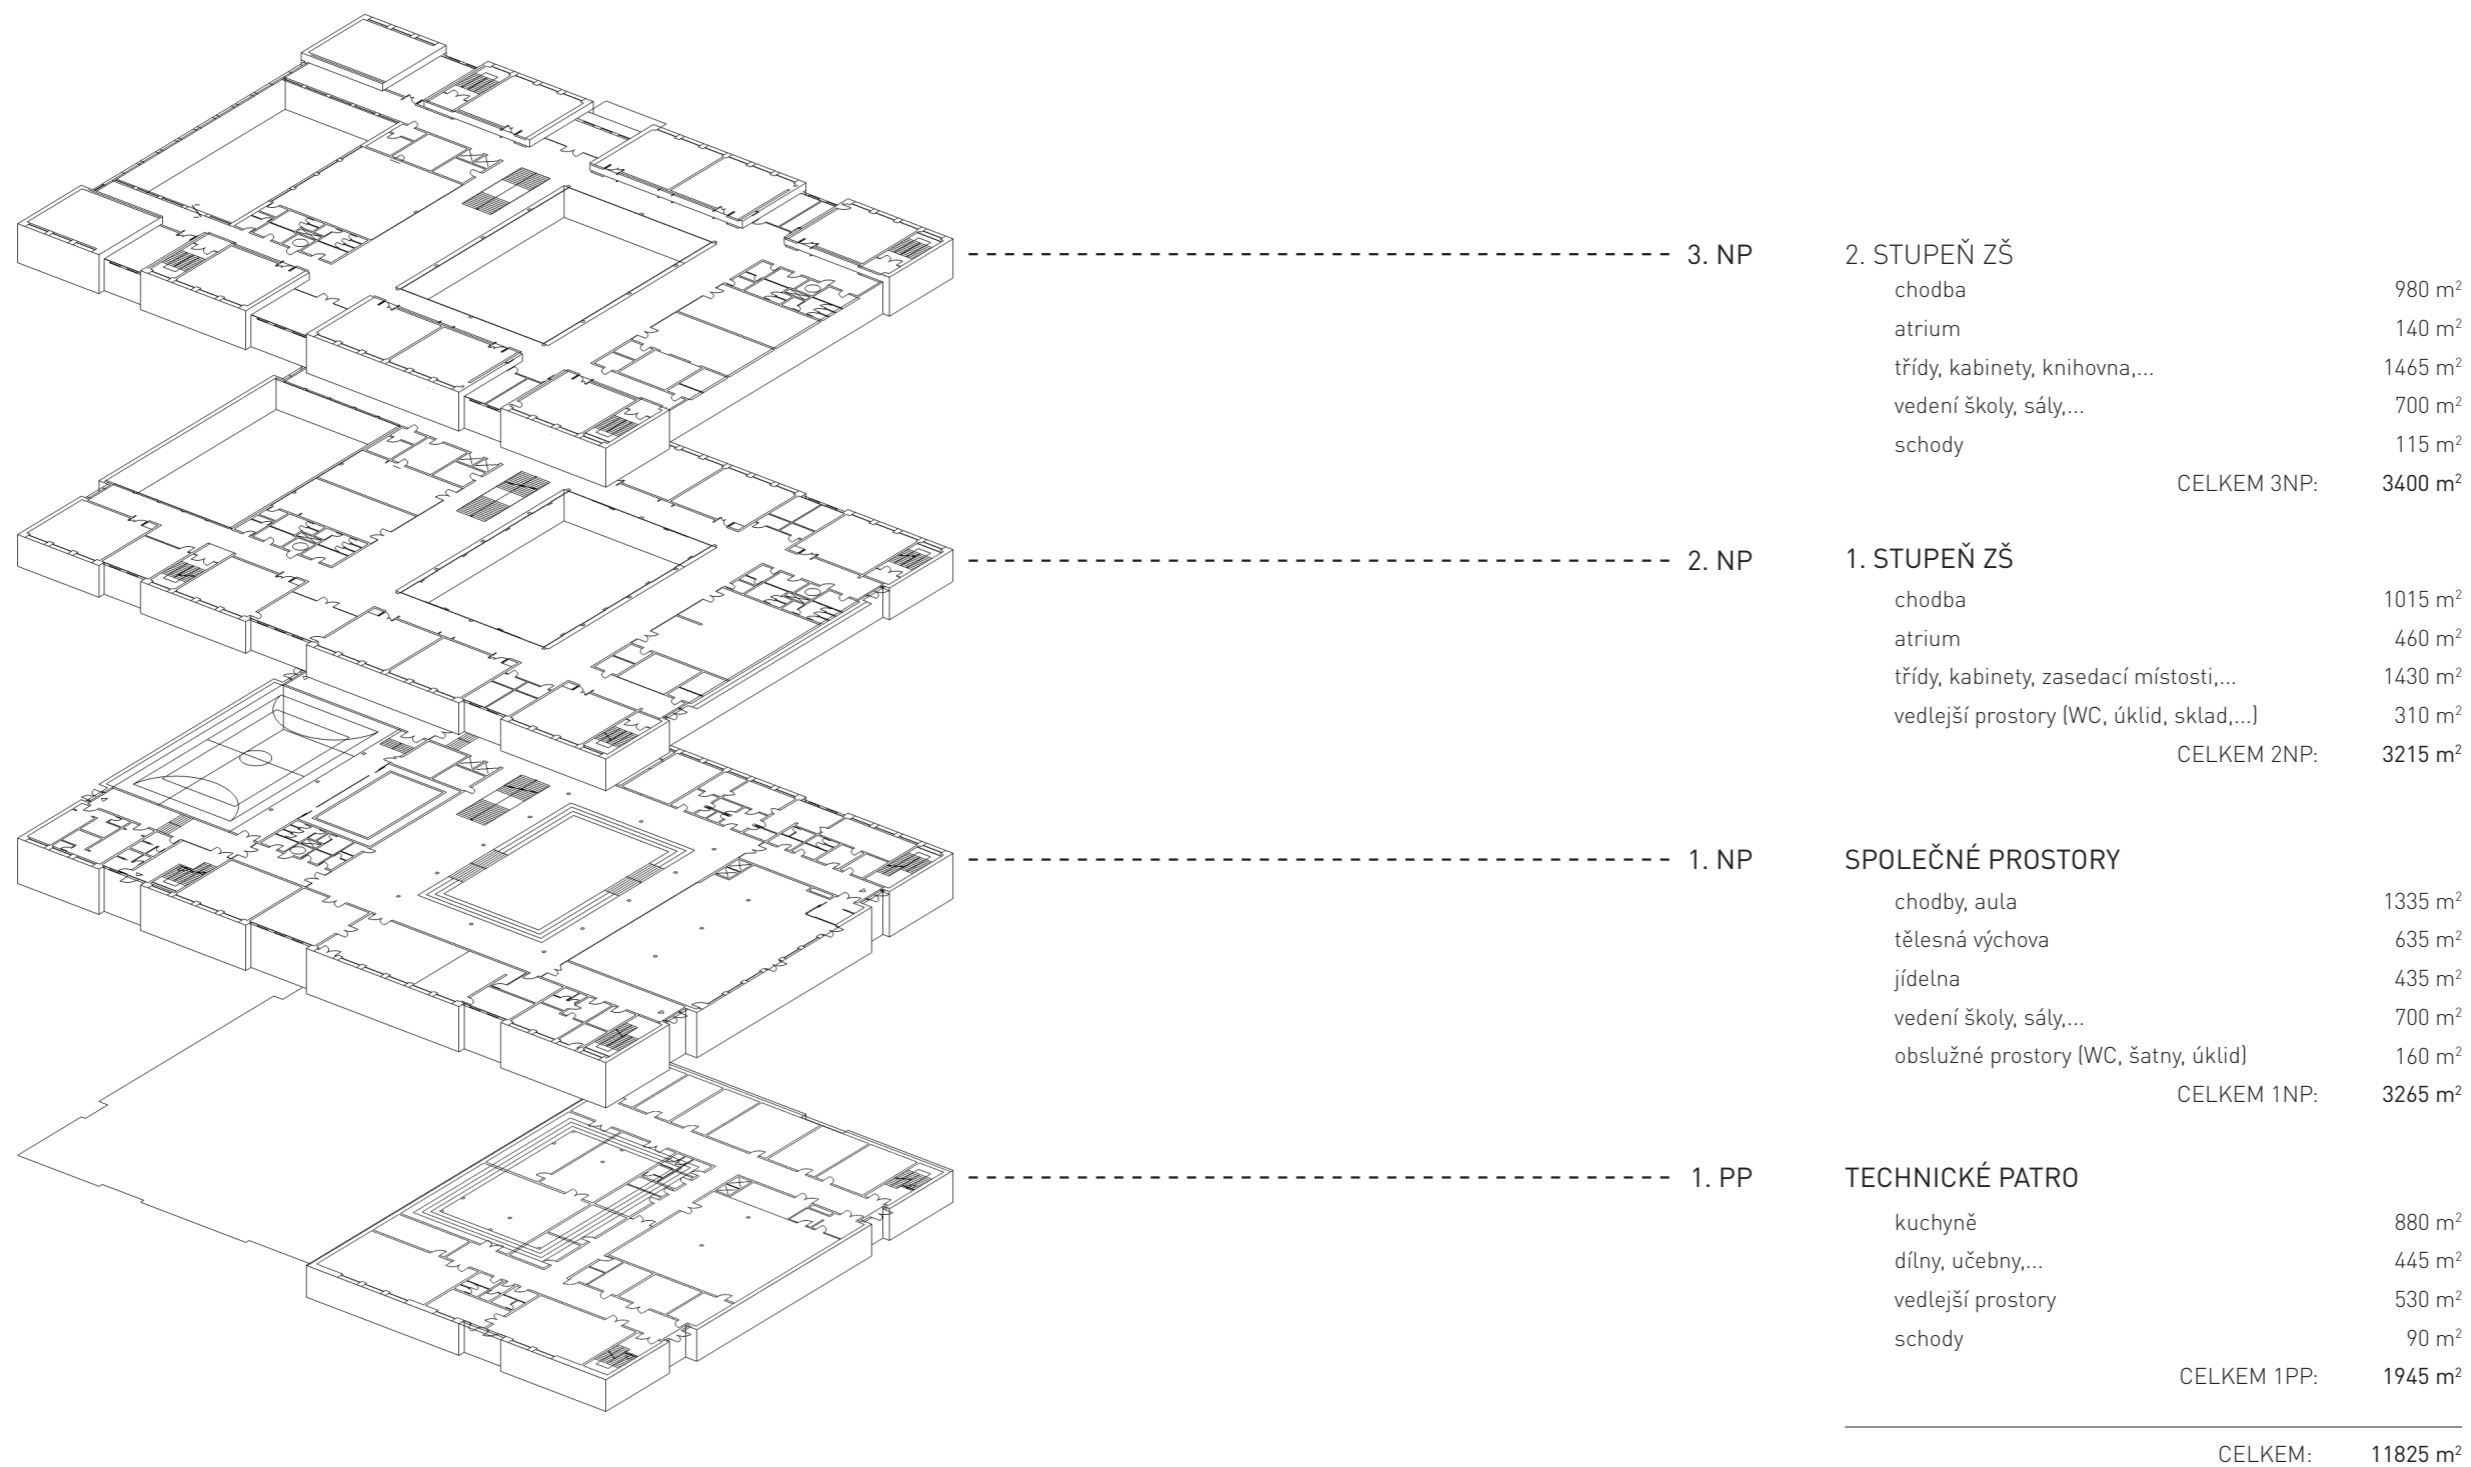 3. NP 2. STUPEŇ ZŠ
chodba 980 m²
atrium 140 m²
třídy, kabinety, knihovna,... 1465 m²
vedení školy, sály,... 700 m²
schody 115 m²
CELKEM 3NP: 3400 m²
2. NP 1. STUPEŇ ZŠ
chodba 1015 m²
atrium 460 m²
třídy, kabinety, zasedací místosti,... 1430 m²
vedlejší prostory (WC, úklid, sklad,...) 310 m²
CELKEM 2NP: 3215 m²
1. NP SPOLEČNÉ PROSTORY
chodby, aula 1335 m²
tělesná výchova 635 m²
jídelna 435 m²
vedení školy, sály,... 700 m²
obslužné prostory (WC, šatny, úklid) 160 m²
CELKEM 1NP: 3265 m²
1. PP TECHNICKÉ PATRO
kuchyně 880 m²
dílny, učebny,... 445 m²
vedlejší prostory 530 m²
schody 90 m²
CELKEM 1PP: 1945 m²
CELKEM: 11825 m²